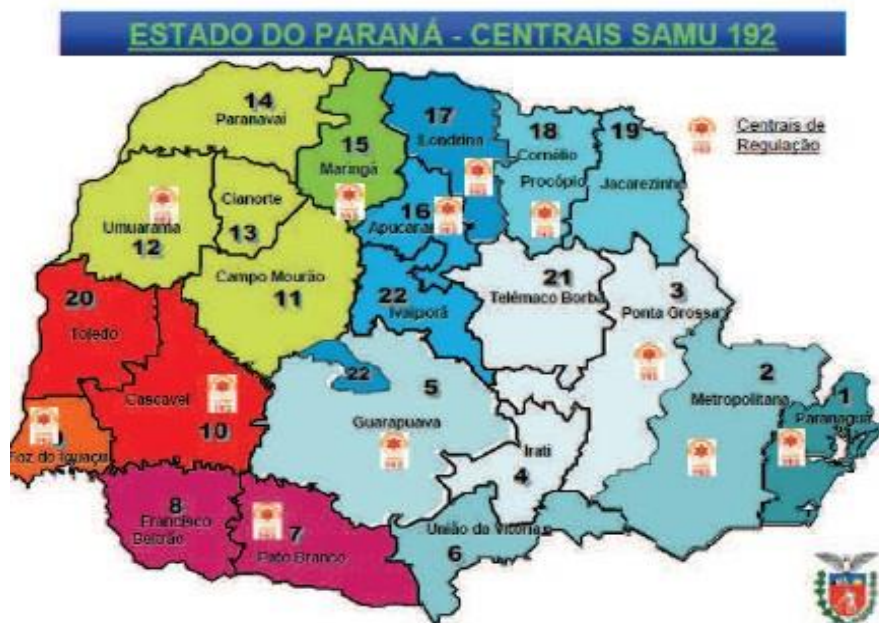 ESTADO DO PARANÁ - CENTRAIS SAMU 192
14
Paranavai
15
Maringá
17
Londrina
18
Cornélio
Procópio
19
Jacarezinho
Centrais de
Regulação
192
Umuarama
12
Cianorte
13
16
Apucarana
Campo Mourão
11
22
Ivaiporã
21
Telêmaco Borba
3
Ponta Grossa
20
Toledo
22
5
Guarapuava
2
Metropolitana
1
Paranaguá
Cascavel
10
Foz do Iguaçu
Irati
4
8
Francisco
Beltrão
7
Pato Branco
União da Vitória
6